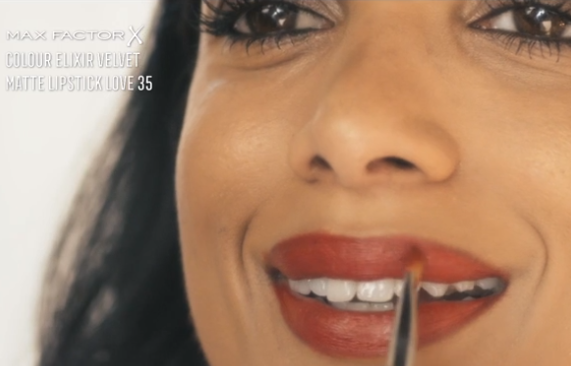 MAX FACTOR X
COLOUR ELIXIR VELVET
MATTE LIPSTICK LOVE 35